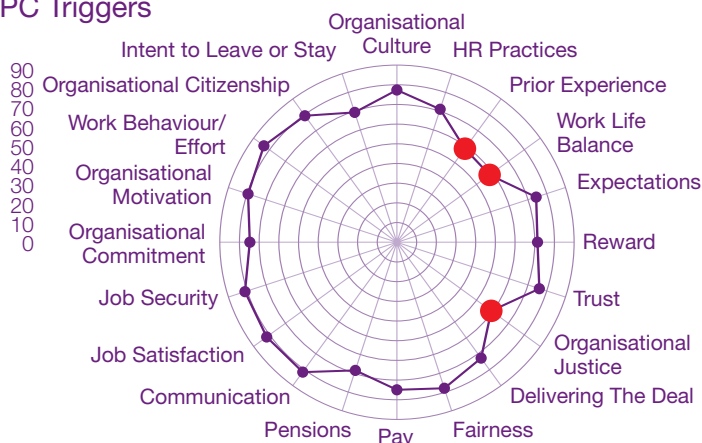 PC Triggers
Organisational
Culture
Intent to Leave or Stay
HR Practices
90
80
70
60
50
40
30
20
10
0
Organisational Citizenship
Prior Experience
Work Behaviour/
Effort
Work Life
Balance
Organisational
Motivation
Expectations
Organisational
Commitment
Reward
Job Security
Trust
Job Satisfaction
Organisational
Justice
Communication
Delivering The Deal
Pensions
Pay
Fairness